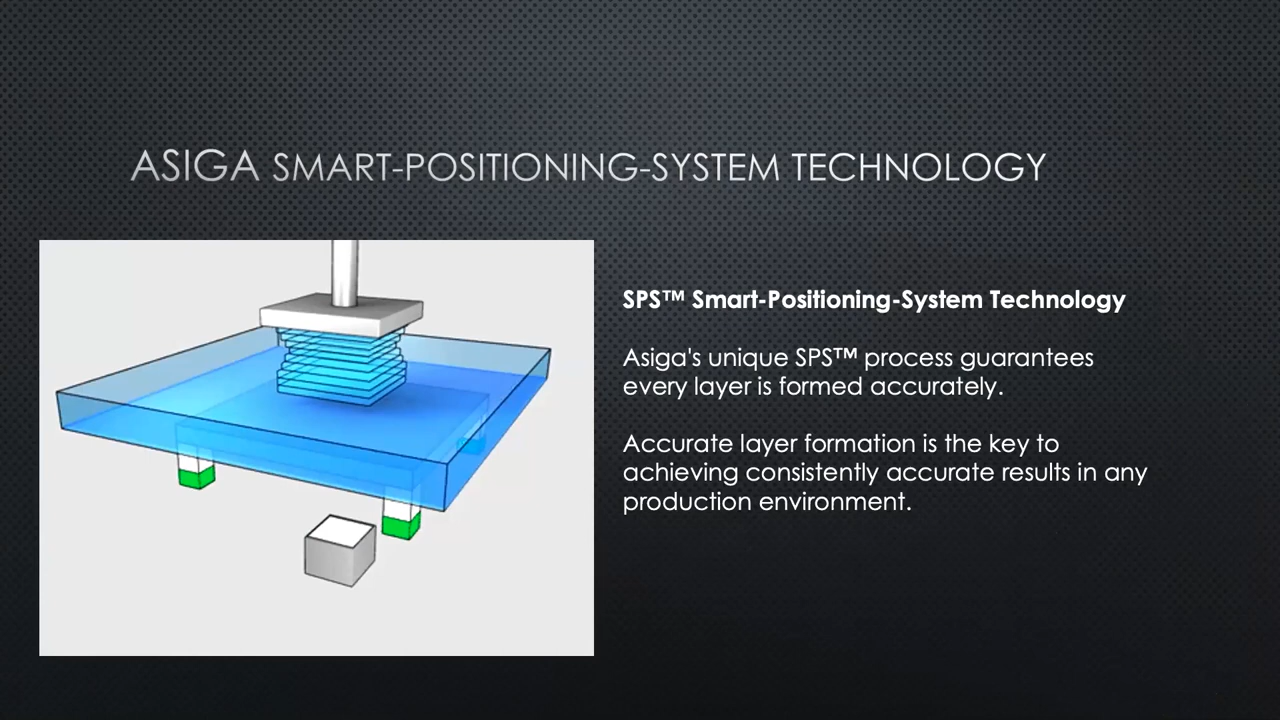 ASIGA SMART-POSITIONING-SYSTEM TECHNOLOGY
SPS™ Smart-Positioning-System Technology
Asiga's unique SPS™ process guarantees
every layer is formed accurately.
Accurate layer formation is the key to
achieving consistently accurate results in any
production environment.